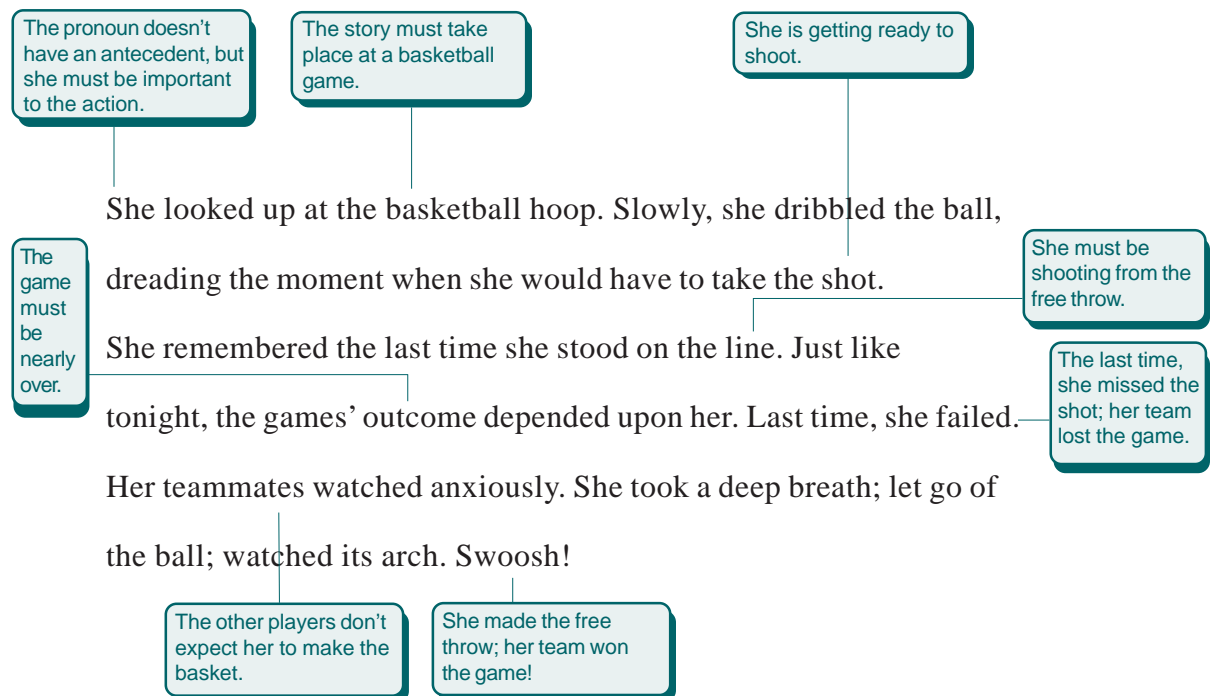 The pronoun doesn't
have an antecedent, but
she must be important
to the action.
The story must take
place at a basketball
game.
She is getting ready to
shoot.
She looked up at the basketball hoop. Slowly, she dribbled the ball,
The
game
must
be
nearly
over.
dreading the moment when she would have to take the shot.
She must be
shooting from the
free throw.
She remembered the last time she stood on the line. Just like
The last time,
she missed the
shot; her team
lost the game.
tonight, the games’ outcome depended upon her. Last time, she failed.
Her teammates watched anxiously. She took a deep breath; let go of
the ball; watched its arch. Swoosh!
The other players don't
expect her to make the
basket.
She made the free
throw; her team won
the game!